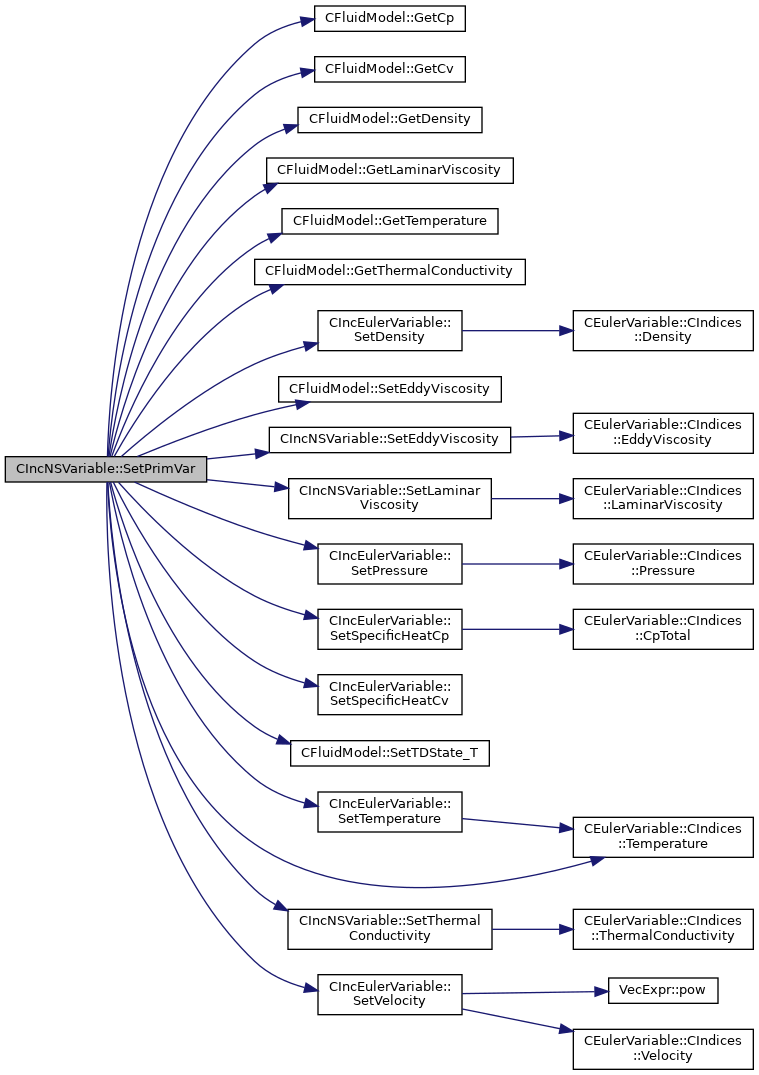 CFluidModel::GetCp
CFluidModel::GetCv
CFluidModel::GetDensity
CFluidModel::GetLaminarViscosity
CFluidModel::GetTemperature
CFluidModel::GetThermalConductivity
CIncEulerVariable::
SetDensity
CEulerVariable::CIndices
::Density
CFluidModel::SetEddyViscosity
CIncNSVariable::SetEddyViscosity
CEulerVariable::CIndices
::EddyViscosity
CIncNSVariable::SetPrimVar
CIncNSVariable::SetLaminar
Viscosity
CEulerVariable::CIndices
::LaminarViscosity
CIncEulerVariable::
SetPressure
CEulerVariable::CIndices
::Pressure
CIncEulerVariable::
SetSpecificHeatCp
CEulerVariable::CIndices
::CpTotal
CIncEulerVariable::
SetSpecificHeatCv
CFluidModel::SetTDState_T
CIncEulerVariable::
SetTemperature
CEulerVariable::CIndices
::Temperature
CIncNSVariable::SetThermal
Conductivity
CEulerVariable::CIndices
::ThermalConductivity
CIncEulerVariable::
SetVelocity
VecExpr::pow
CEulerVariable::CIndices
::Velocity